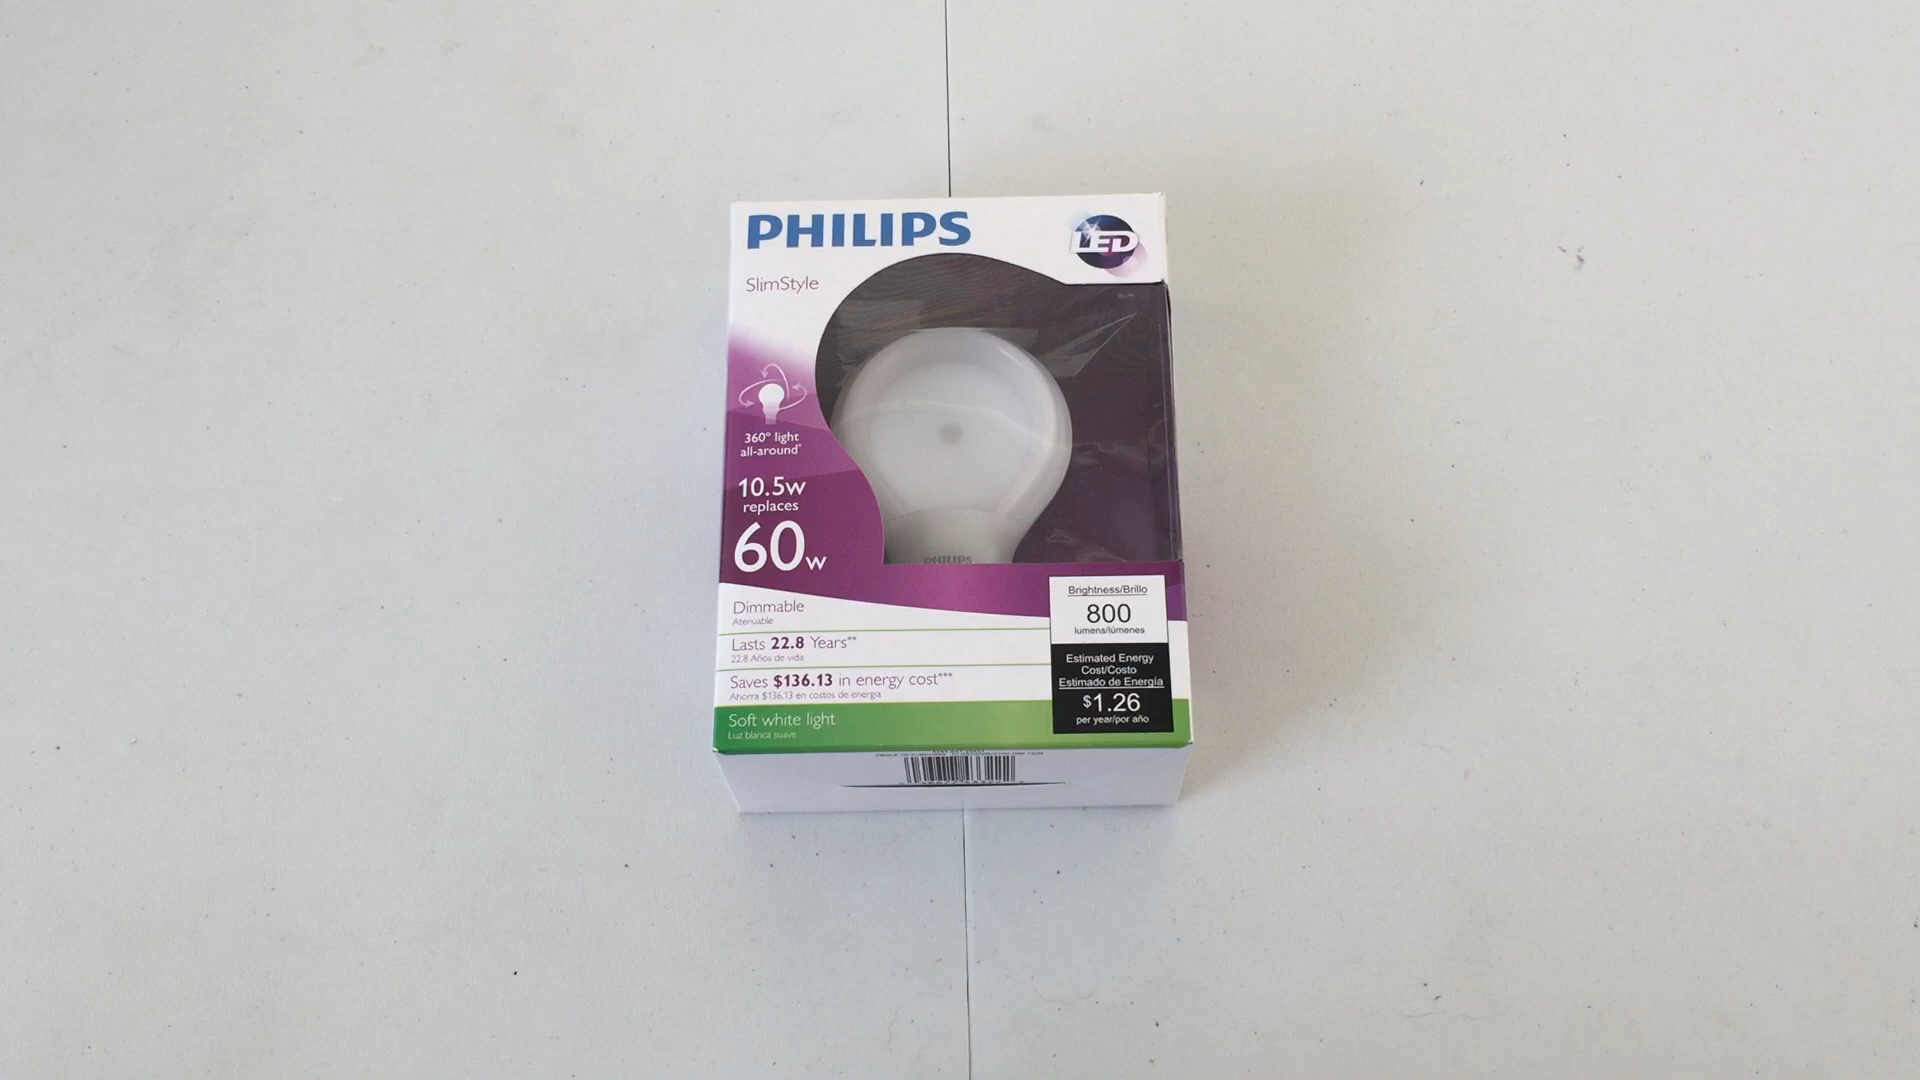 PHILIPS
LED
SlimStyle
360° light
all-around*
10.5w
replaces
60w
PHILIPS
Dimmable
Atenuable
Lasts 22.8 Years**
22.8 Años de vida
Saves $136.13 in energy cost***
Ahorra $136.13 en costos de energía
Soft white light
Luz blanca suave
Brightness/Brillo
800
lumens/lúmenes
Estimated Energy
Cost/Costo
Estimado de Energía
$1.26
per year/por año